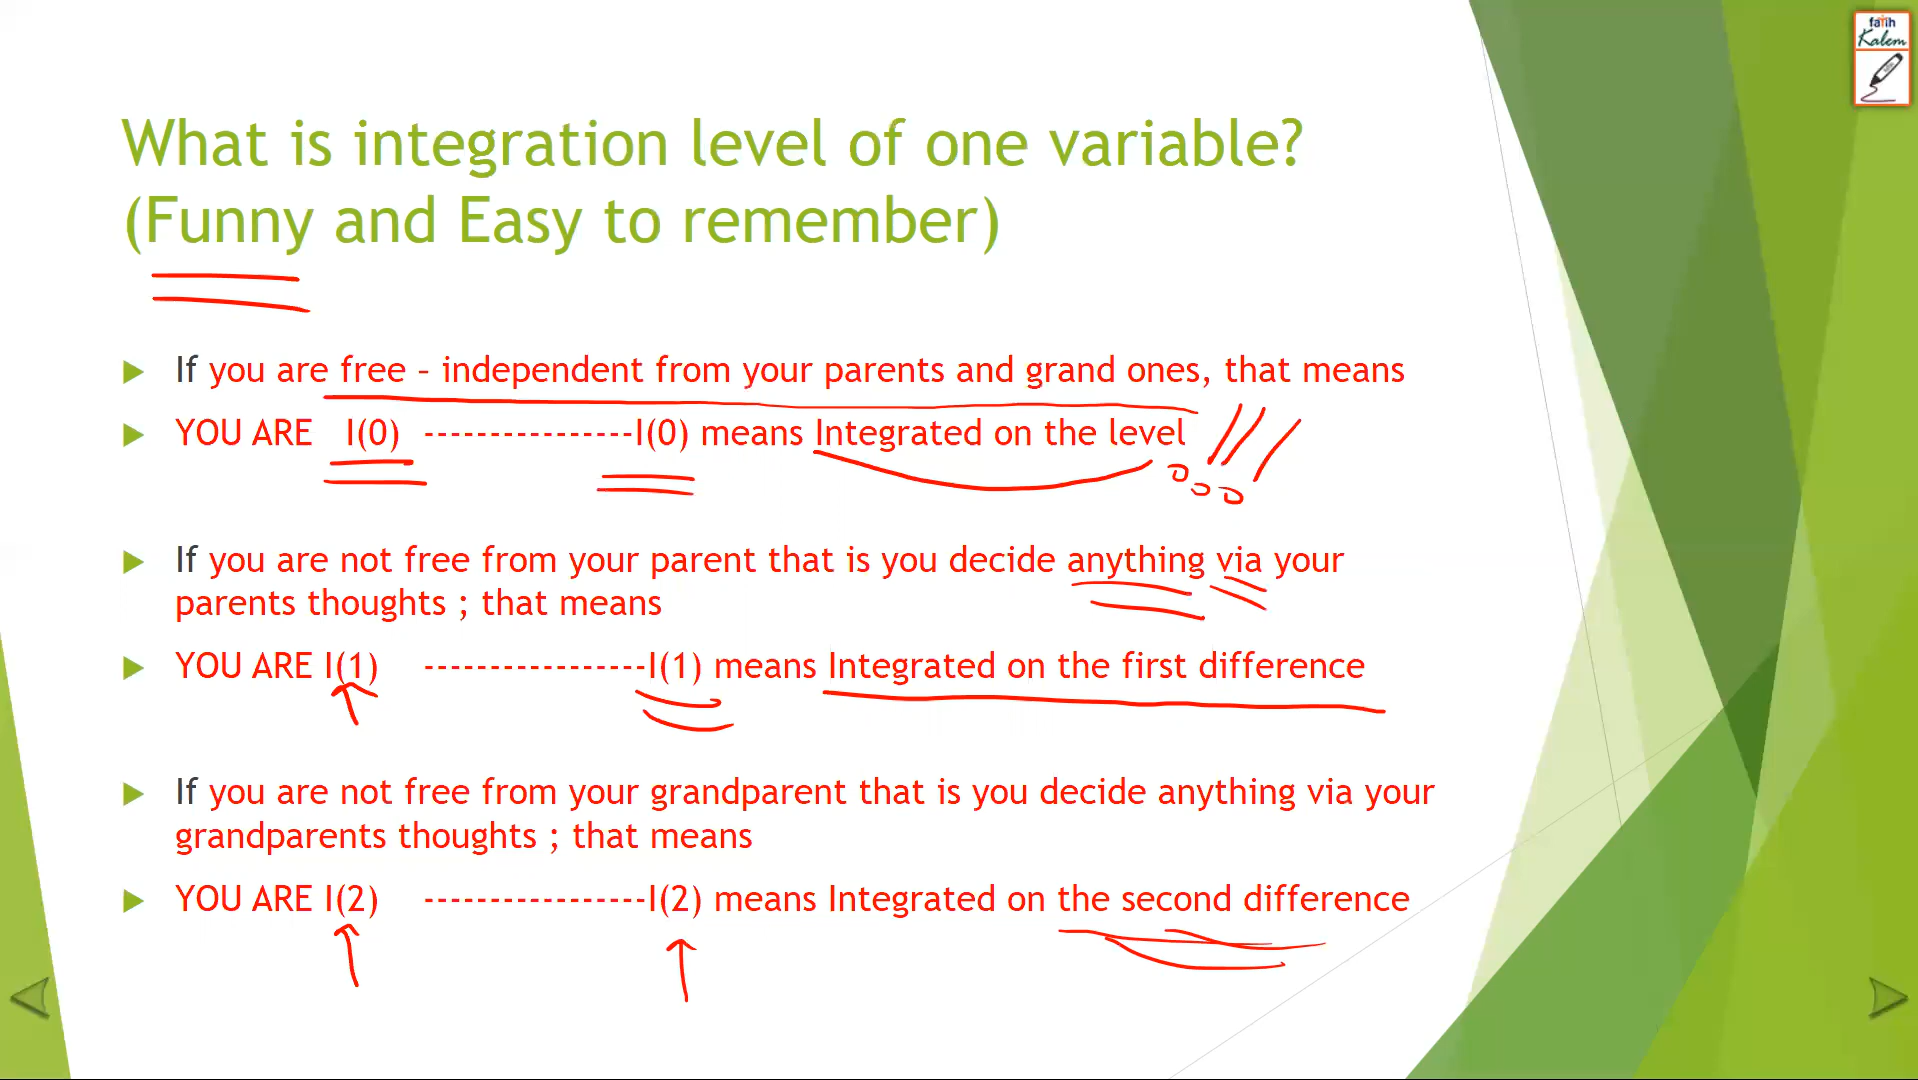 fatih
Kalem
What is integration level of one variable?
(Funny and Easy to remember)
If you are free – independent from your parents and grand ones, that means
YOU ARE I(0) ----------------I(0) means Integrated on the level
If you are not free from your parent that is you decide anything via your
parents thoughts ; that means
YOU ARE I(1) -----------------I(1) means Integrated on the first difference
If you are not free from your grandparent that is you decide anything via your
grandparents thoughts ; that means
YOU ARE I(2) -----------------I(2) means Integrated on the second difference